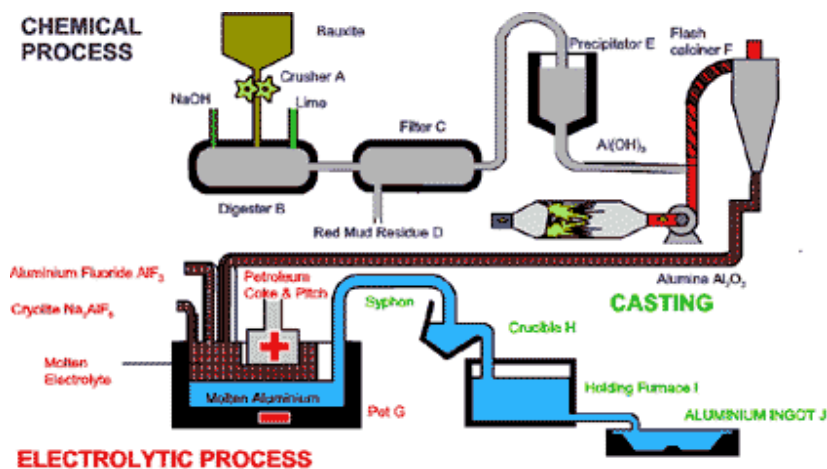 CHEMICAL
PROCESS
Bauxite
Crusher A
NaOH
Lime
Digester B
Filter C
Red Mud Residue D
Precipitator E
Al(OH)₃
Flash
calciner F
Alumina Al₂O₃
Aluminium Fluoride AlF₃
Cryolite Na₃AlF₆
Petroleum
Coke & Pitch
Molten
Electrolyte
Molten Aluminium
Pot G
ELECTROLYTIC PROCESS
Syphon
CASTING
Crucible H
Holding Furnace I
ALUMINIUM INGOT J